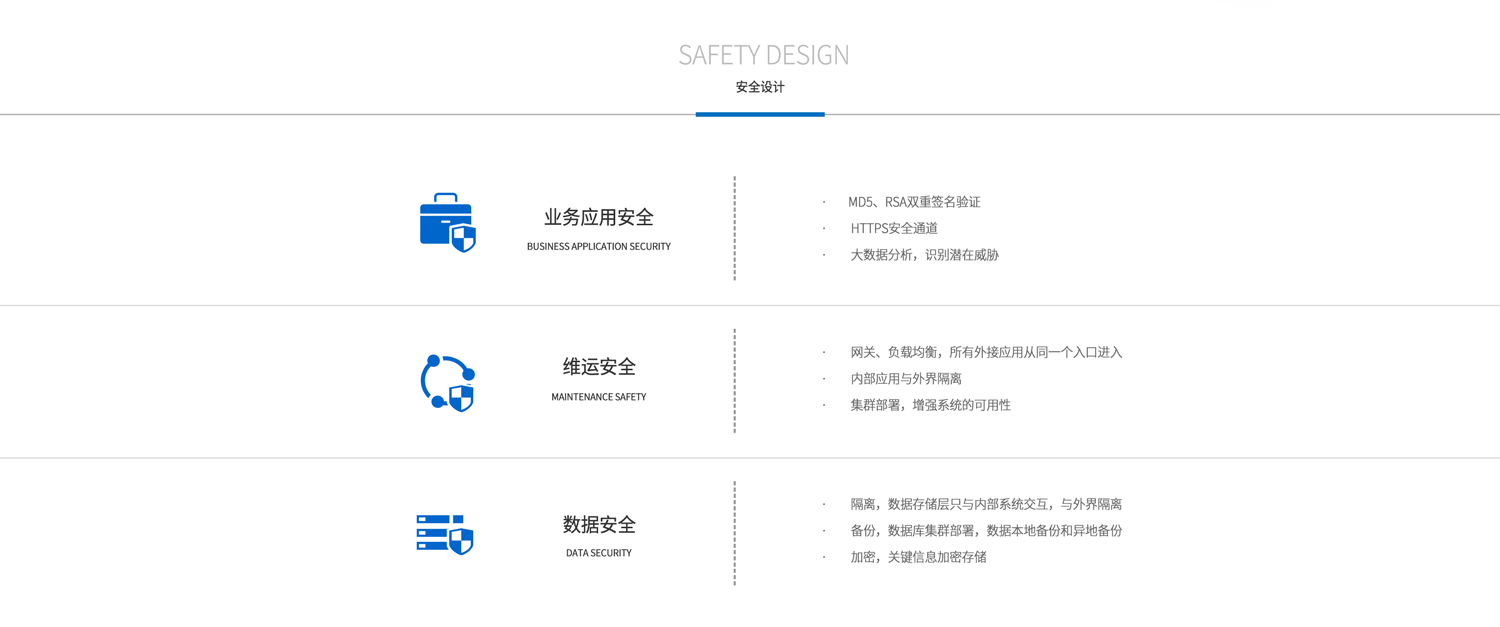 SAFETY DESIGN
安全设计
业务应用安全
BUSINESS APPLICATION SECURITY
· MD5、RSA双重签名验证
· HTTPS安全通道
· 大数据分析，识别潜在威胁
维运安全
MAINTENANCE SAFETY
· 网关、负载均衡，所有外接应用从同一个入口进入
· 内部应用与外界隔离
· 集群部署，增强系统的可用性
数据安全
DATA SECURITY
· 隔离，数据存储层只与内部系统交互，与外界隔离
· 备份，数据库集群部署，数据本地备份和异地备份
· 加密，关键信息加密存储